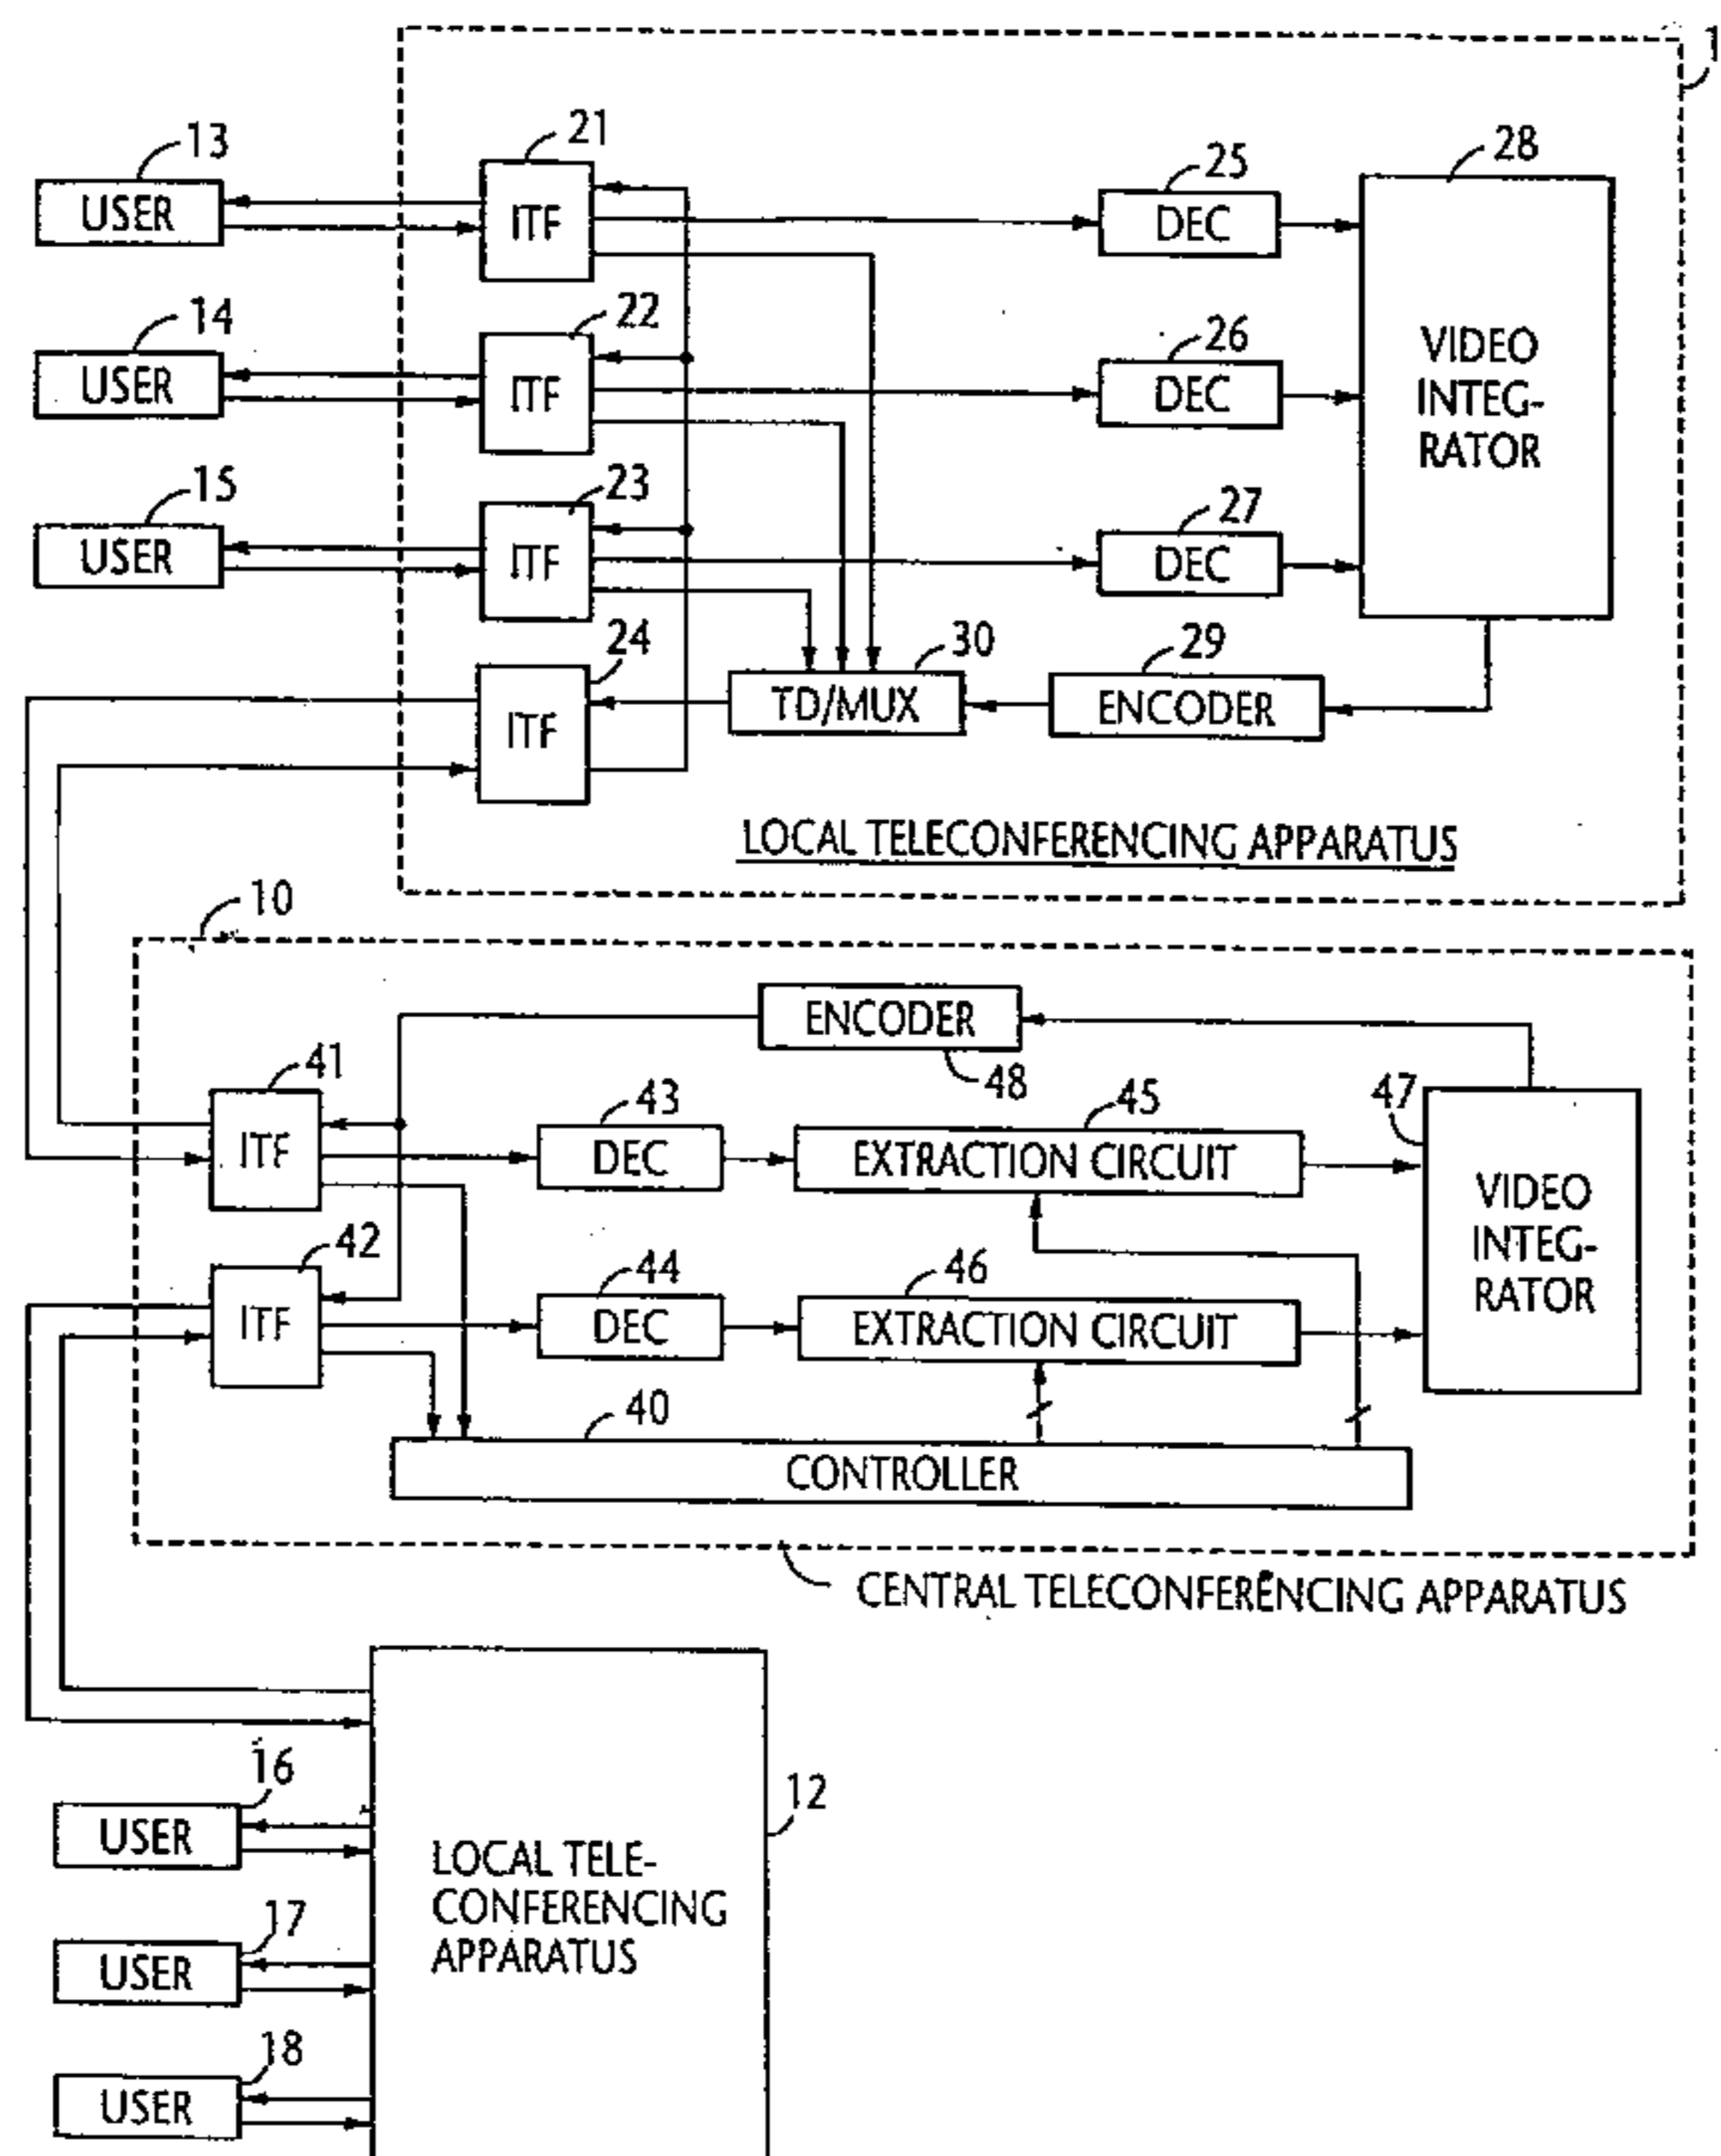 1
13
21
28
25
USER
ITF
DEC
14
22
26
USER
ITF
DEC
VIDEO
INTEG-
RATOR
15
23
27
USER
ITF
DEC
24
30
29
ITF
TD/MUX
ENCODER
LOCAL TELECONFERENCING APPARATUS
10
ENCODER
48
41
43
45
47
ITF
DEC
EXTRACTION CIRCUIT
VIDEO
INTEG-
RATOR
42
44
46
ITF
DEC
EXTRACTION CIRCUIT
40
CONTROLLER
CENTRAL TELECONFERENCING APPARATUS
16
12
USER
LOCAL TELE-
CONFERENCING
APPARATUS
17
USER
18
USER